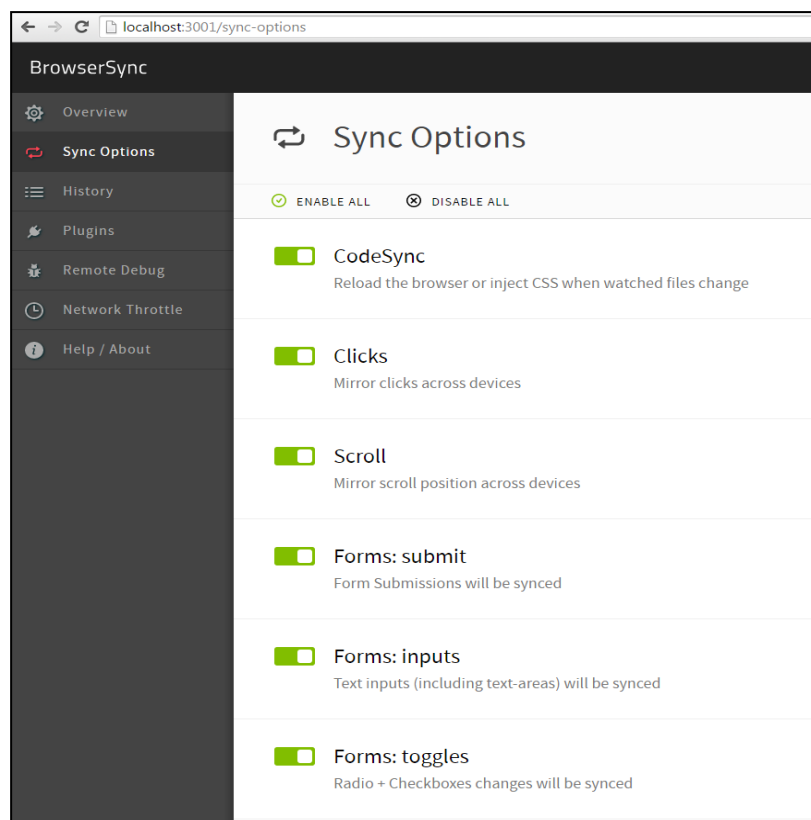 localhost:3001/sync-options
BrowserSync
Overview
Sync Options
History
Plugins
Remote Debug
Network Throttle
Help / About
Sync Options
ENABLE ALL DISABLE ALL
CodeSync
Reload the browser or inject CSS when watched files change
Clicks
Mirror clicks across devices
Scroll
Mirror scroll position across devices
Forms: submit
Form Submissions will be synced
Forms: inputs
Text inputs (including text-areas) will be synced
Forms: toggles
Radio + Checkboxes changes will be synced